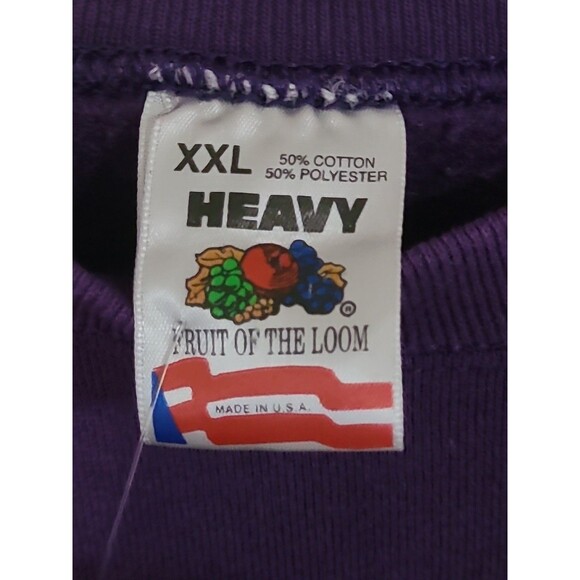 XXL 50% COTTON
50% POLYESTER
HEAVY
®
FRUIT OF THE LOOM
MADE IN U.S.A.